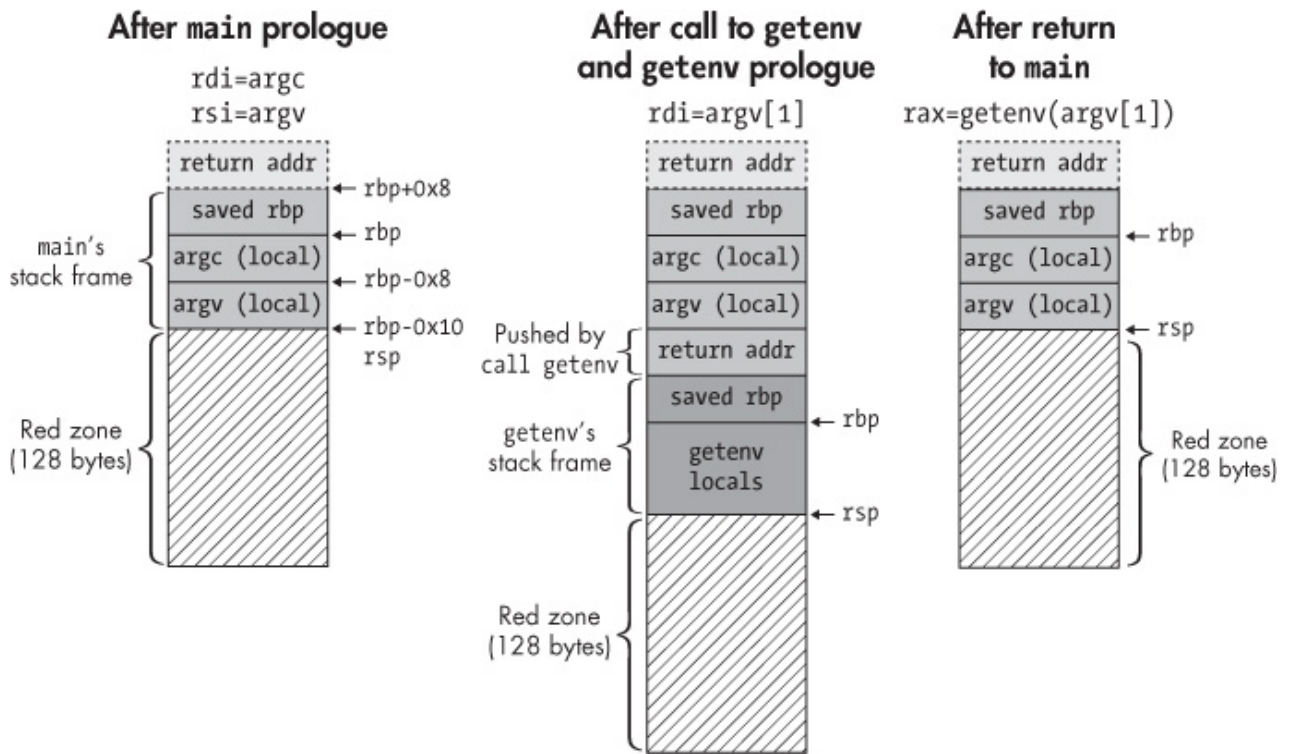 After main prologue
rdi=argc
rsi=argv
return addr
rbp+0x8
saved rbp
rbp
main's
stack frame
argc (local)
rbp-0x8
argv (local)
rbp-0x10
rsp
Red zone
(128 bytes)
After call to getenv
and getenv prologue
rdi=argv[1]
return addr
saved rbp
argc (local)
argv (local)
Pushed by
call getenv
return addr
saved rbp
rbp
getenv's
stack frame
getenv
locals
rsp
Red zone
(128 bytes)
After return
to main
rax=getenv(argv[1])
return addr
saved rbp
rbp
argc (local)
argv (local)
rsp
Red zone
(128 bytes)